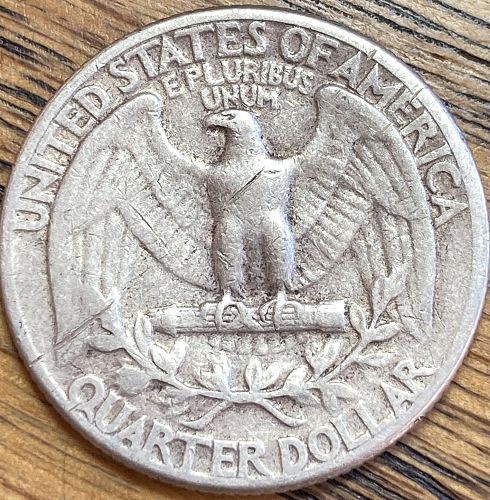 UNITED STATES OF AMERICA
E PLURIBUS
UNUM
QUARTER DOLLAR